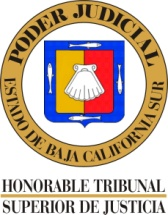 PODER JUDICIAL
ESTADO DE BAJA CALIFORNIA SUR
HONORABLE TRIBUNAL
SUPERIOR DE JUSTICIA